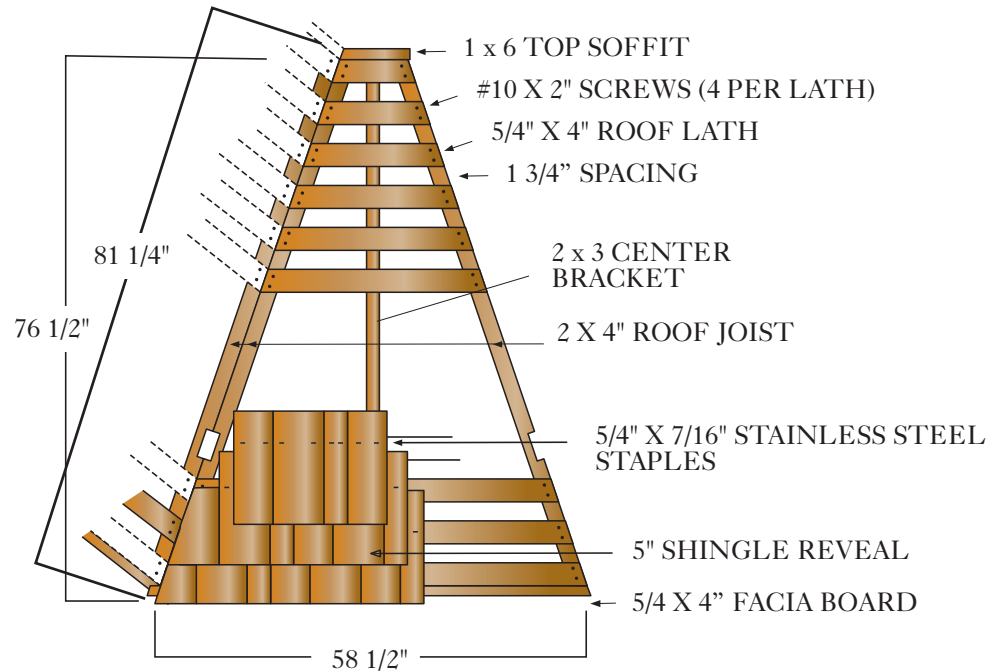 1 x 6 TOP SOFFIT
#10 X 2" SCREWS (4 PER LATH)
5/4" X 4" ROOF LATH
1 3/4” SPACING
81 1/4"
2 x 3 CENTER
BRACKET
76 1/2"
2 X 4" ROOF JOIST
5/4" X 7/16" STAINLESS STEEL
STAPLES
5" SHINGLE REVEAL
5/4 X 4” FACIA BOARD
58 1/2"